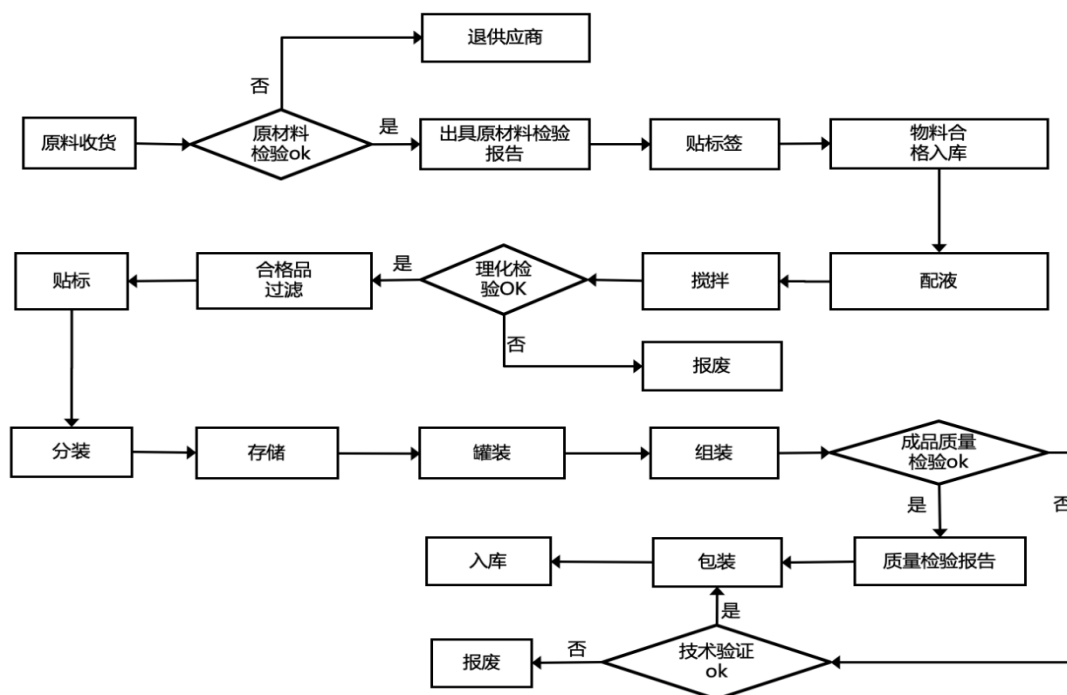 退供应商
否
原料收货
原材料
检验ok
是
出具原材料检验
报告
贴标签
物料合
格入库
贴标
合格品
过滤
是
理化检
验OK
搅拌
配液
否
报废
分装
存储
罐装
组装
成品质量
检验ok
是
否
入库
包装
质量检验报告
是
报废
否
技术验证
ok